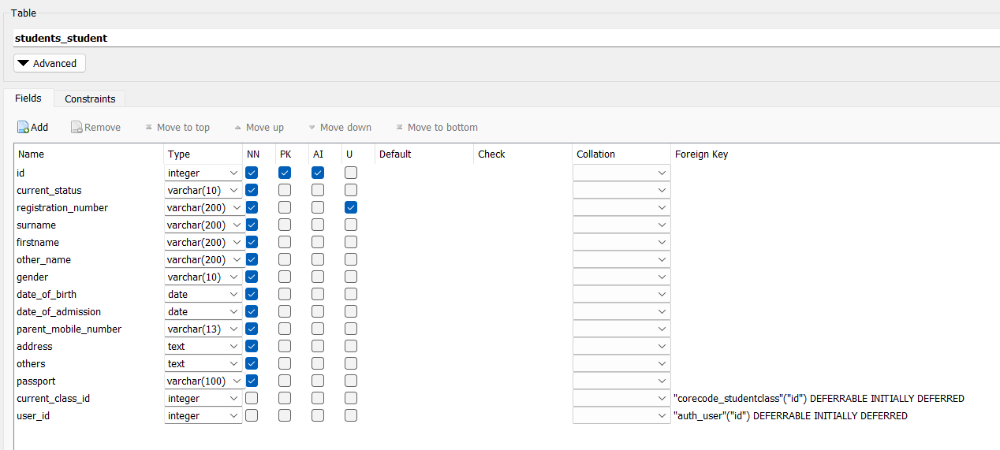 Table
students_student
Advanced
Fields Constraints
Add Remove Move to top Move up Move down Move to bottom
Name Type NN PK AI U Default Check Collation Foreign Key
id integer
current_status varchar(10)
registration_number varchar(200)
surname varchar(200)
firstname varchar(200)
other_name varchar(200)
gender varchar(10)
date_of_birth date
date_of_admission date
parent_mobile_number varchar(13)
address text
others text
passport varchar(100)
current_class_id integer "corecode_studentclass"("id") DEFERRABLE INITIALLY DEFERRED
user_id integer "auth_user"("id") DEFERRABLE INITIALLY DEFERRED